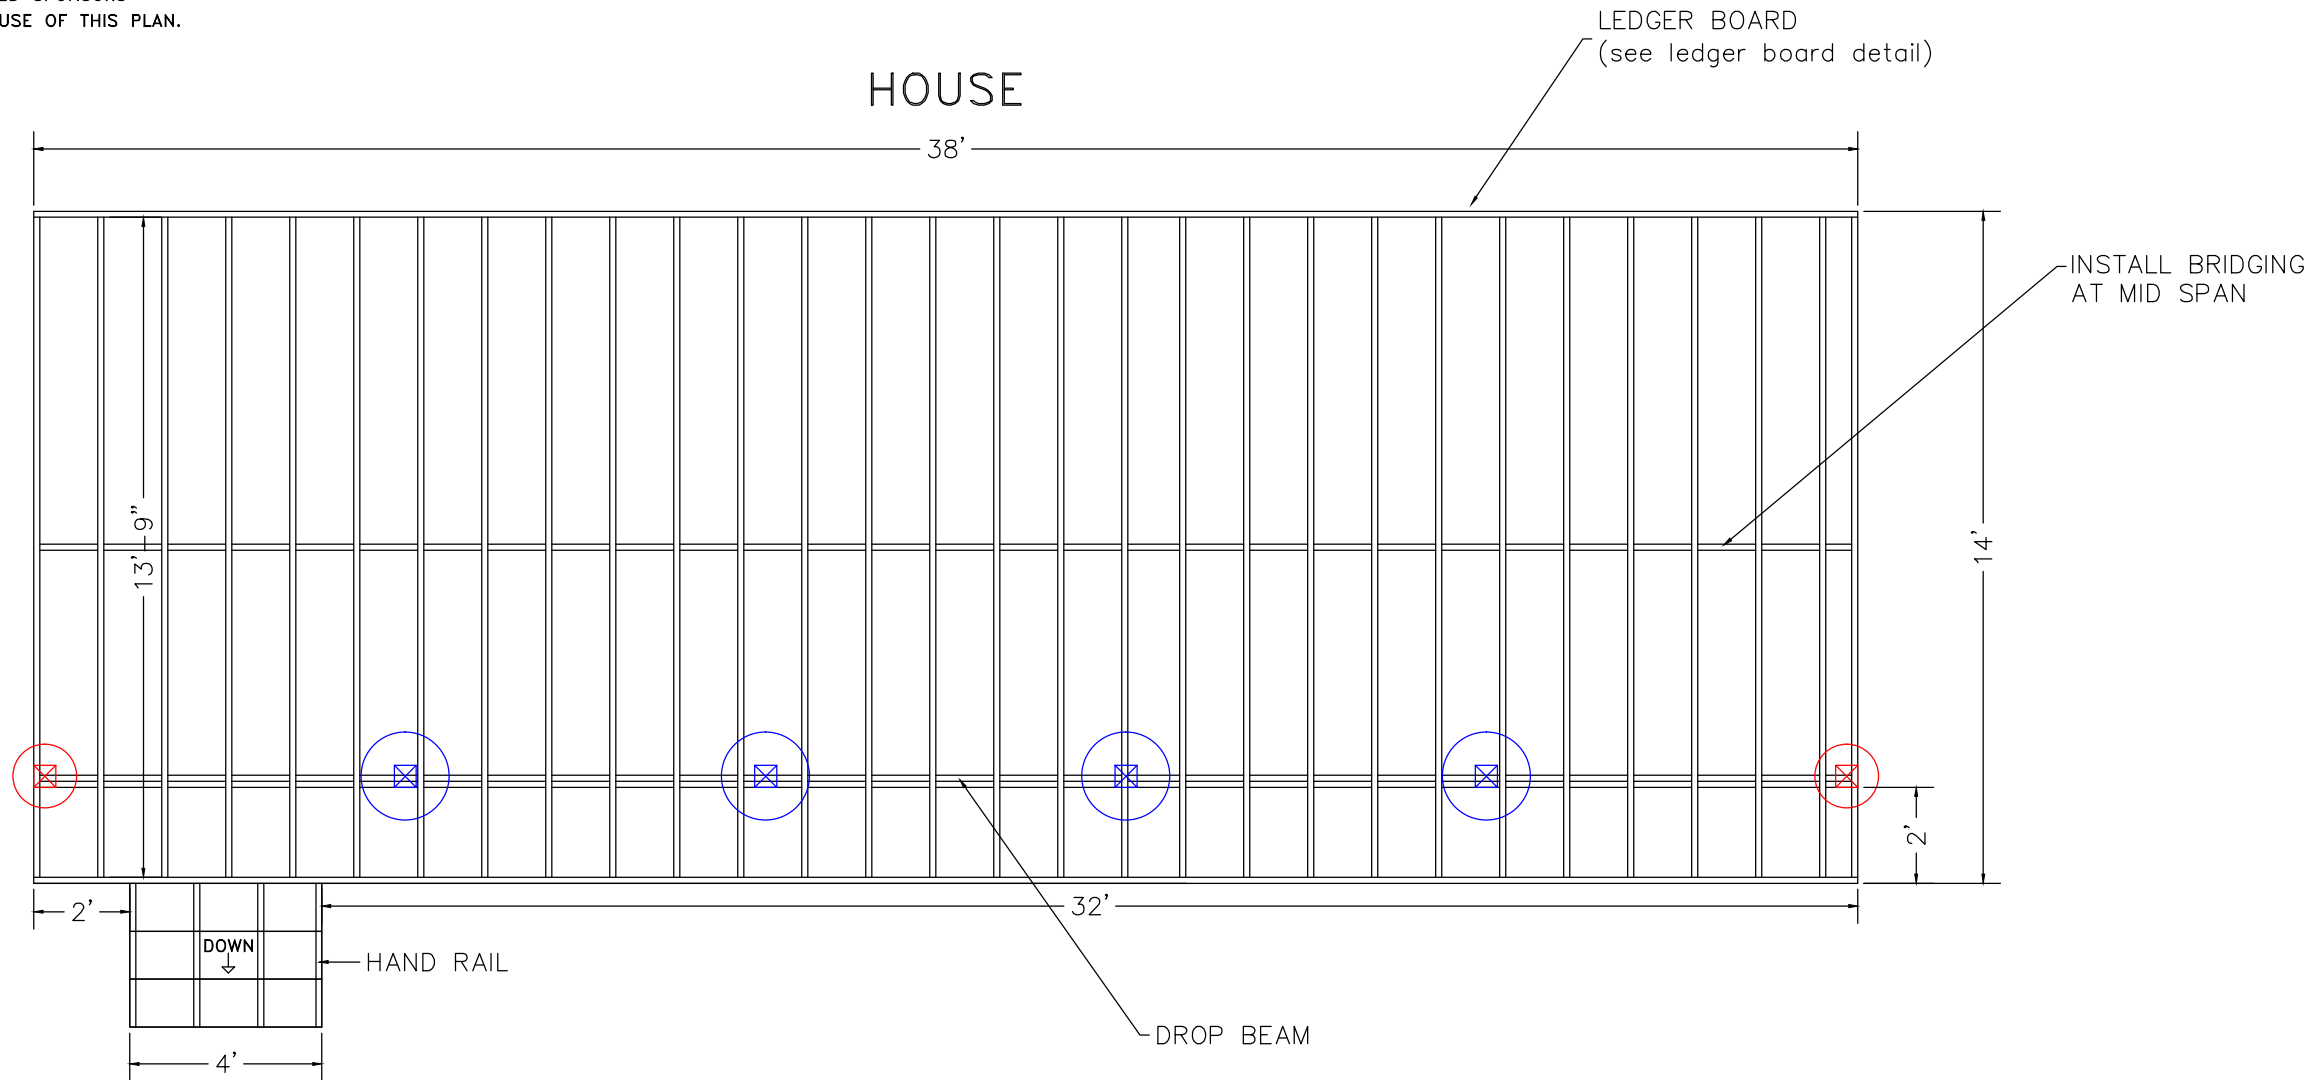 USE OF THIS PLAN.
LEDGER BOARD
(see ledger board detail)
HOUSE
38'
INSTALL BRIDGING
AT MID SPAN
13'-9"
14'
2'
2'
32'
DOWN
HAND RAIL
DROP BEAM
4'